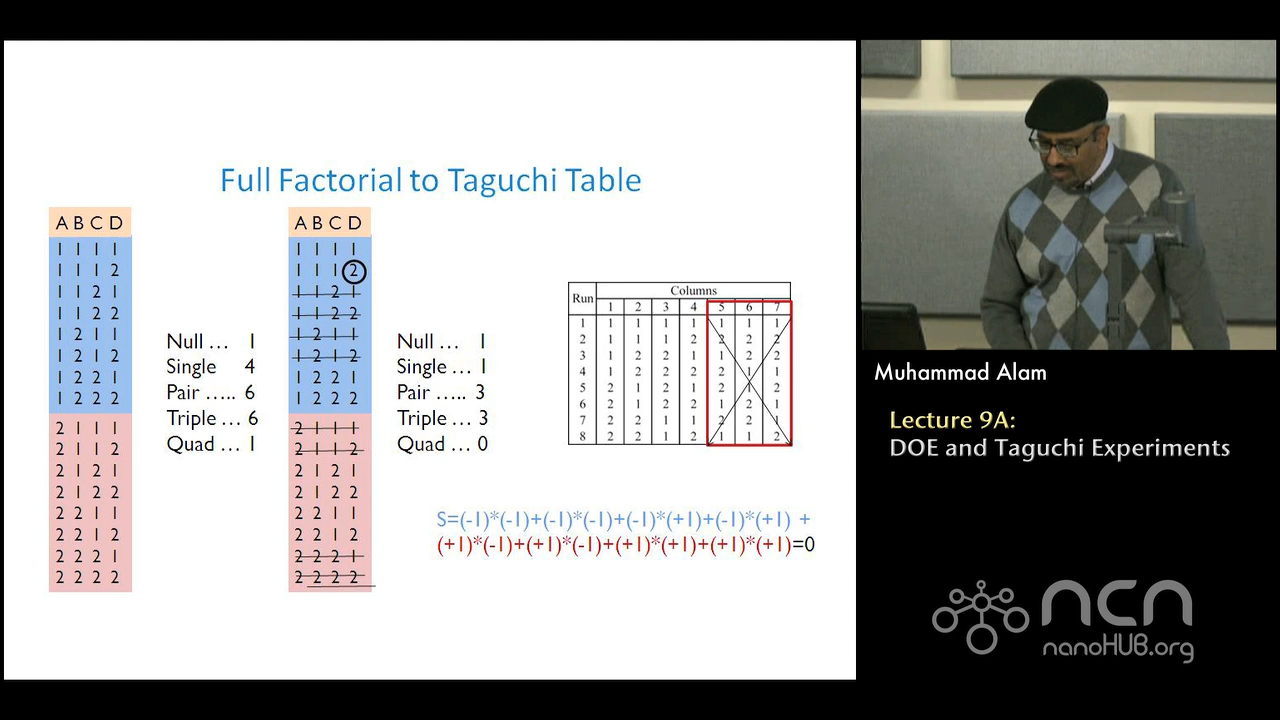 Full Factorial to Taguchi Table
A B C D
1 1 1 1
1 1 1 2
1 1 2 1
1 1 2 2
1 2 1 1
1 2 1 2
1 2 2 1
1 2 2 2
2 1 1 1
2 1 1 2
2 1 2 1
2 1 2 2
2 2 1 1
2 2 1 2
2 2 2 1
2 2 2 2
Null ... 1
Single 4
Pair ..... 6
Triple ... 6
Quad ... 1
A B C D
1 1 1 1
1 1 1 2
1 1 2 1
1 1 2 2
1 2 1 1
1 2 1 2
1 2 2 1
1 2 2 2
2 1 1 1
2 1 1 2
2 1 2 1
2 1 2 2
2 2 1 1
2 2 1 2
2 2 2 1
2 2 2 2
Null ... 1
Single ... 1
Pair ..... 3
Triple ... 3
Quad ... 0
Run Columns
1 2 3 4 5 6 7
1 1 1 1 1 1 1 1
2 1 1 1 2 2 2 2
3 1 2 2 1 1 2 2
4 1 2 2 2 2 1 1
5 2 1 2 1 2 1 2
6 2 1 2 2 1 2 1
7 2 2 1 1 2 2 1
8 2 2 1 2 1 1 2
S=(-1)*(-1)+(-1)*(-1)+(-1)*(+1)+(-1)*(+1) +
(+1)*(-1)+(+1)*(-1)+(+1)*(+1)+(+1)*(+1)=0
Muhammad Alam
Lecture 9A:
DOE and Taguchi Experiments
ncn
nanoHUB.org